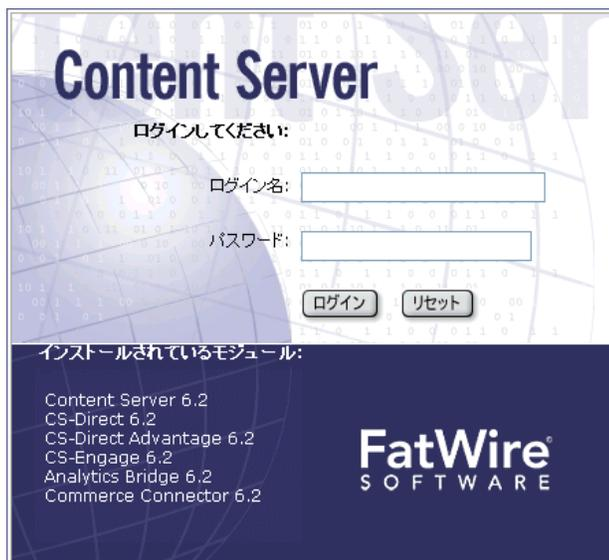 Content Server
ログインしてください:
ログイン名:
パスワード:
ログイン リセット
インストールされているモジュール:
Content Server 6.2
CS-Direct 6.2
CS-Direct Advantage 6.2
CS-Engage 6.2
Analytics Bridge 6.2
Commerce Connector 6.2
FatWire®
SOFTWARE